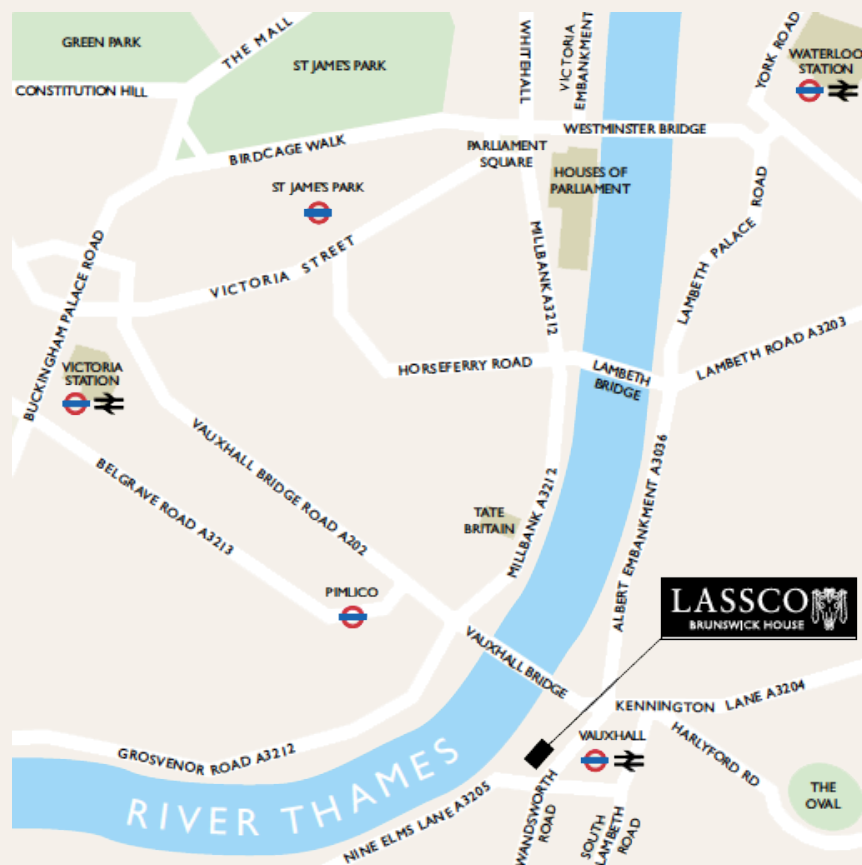 GREEN PARK
THE MALL
ST JAME'S PARK
WHITEHALL
VICTORIA
EMBANKMENT
YORK ROAD
WATERLOO
STATION
CONSTITUTION HILL
BIRDCAGE WALK
WESTMINSTER BRIDGE
PARLIAMENT
SQUARE
HOUSES OF
PARLIAMENT
ST JAME'S PARK
LAMBETH PALACE ROAD
VICTORIA STREET
MILLBANK A3212
BUCKINGHAM PALACE ROAD
LAMBETH ROAD A3203
VICTORIA
STATION
HORSEFERRY ROAD
LAMBETH
BRIDGE
VAUXHALL BRIDGE ROAD A202
BELGRAVE ROAD A3213
TATE
BRITAIN
MILLBANK A3212
ALBERT EMBANKMENT A3036
PIMLICO
LASSCO
BRUNSWICK HOUSE
VAUXHALL BRIDGE
KENNINGTON LANE A3204
VAUXHALL
HARLYFORD RD
GROSVENOR ROAD A3212
RIVER THAMES
NINE ELMS LANE A3205
WANDSWORTH
ROAD
SOUTH
LAMBETH
ROAD
THE
OVAL